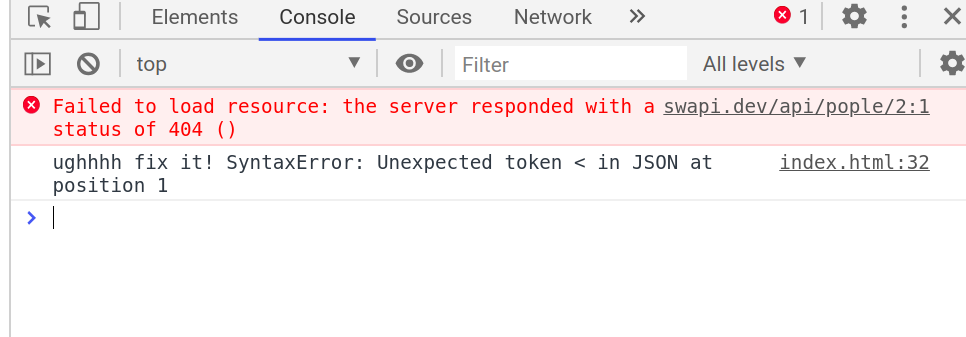 Elements Console Sources Network 1
top Filter All levels
Failed to load resource: the server responded with a swapi.dev/api/pople/2:1
status of 404 ()
ughhhh fix it! SyntaxError: Unexpected token < in JSON at index.html:32
position 1